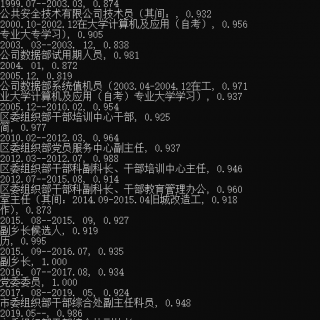 1999.07--2003.03, 0.874
公共安全技术有限公司技术员（其间：, 0.932
2000.10-2002.12在大学计算机及应用（自考）, 0.956
专业大专学习), 0.905
2003. 03--2003. 12, 0.838
公司数据部试用期人员, 0.981
2004. 01, 0.872
2005.12, 0.819
公司数据部系统值机员（2003.04-2004.12在工, 0.971
业大学计算机及应用（自考）专业大学学习), 0.937
2005.12--2010.02, 0.954
区委组织部干部培训中心干部, 0.925
简, 0.977
2010.02--2012.03, 0.964
区委组织部党员服务中心副主任, 0.937
2012.03--2012.07, 0.988
区委组织部干部科副科长、干部培训中心主任, 0.946
2012.07--2015.08, 0.914
区委组织部干部科副科长、干部教育管理办公, 0.960
室主任（其间：2014.09-2015.04旧城改造工, 0.918
作), 0.873
2015. 08--2015. 09, 0.927
副乡长候选人, 0.919
历, 0.995
2015. 09--2016.07, 0.935
副乡长, 1.000
2016. 07--2017.08, 0.934
党委委员, 1.000
2017. 08--2019. 05, 0.924
市委组织部干部综合处副主任科员, 0.948
2019.05--, 0.986